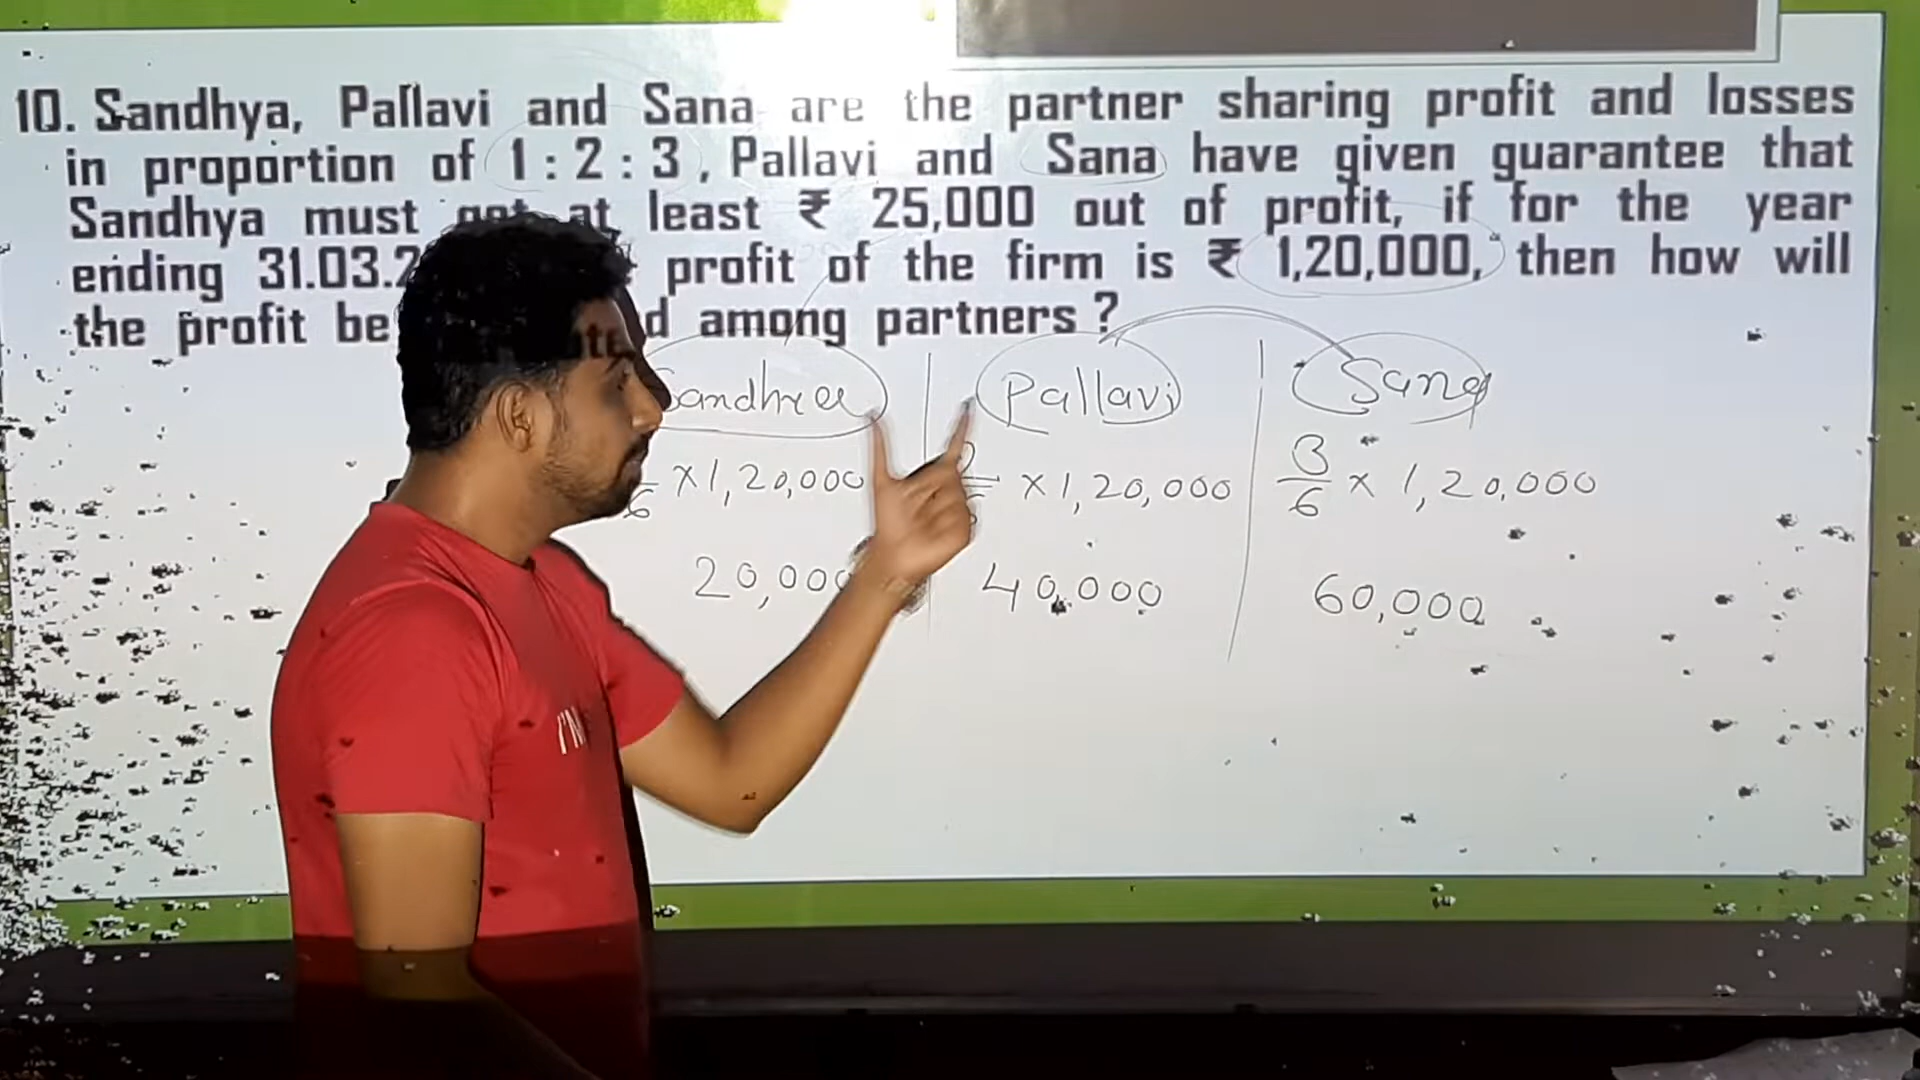 10. Sandhya, Pallavi and Sana are the partner sharing profit and losses
in proportion of 1 : 2 : 3, Pallavi and Sana have given guarantee that
Sandhya must get at least ₹ 25,000 out of profit, if for the year
ending 31.03.2 profit of the firm is ₹ 1,20,000, then how will
the profit be d among partners ?
Pallavi Sana
6 × 1,20,000 × 1,20,000 3/6 × 1,20,000
20,000 40,000 60,000
I'M